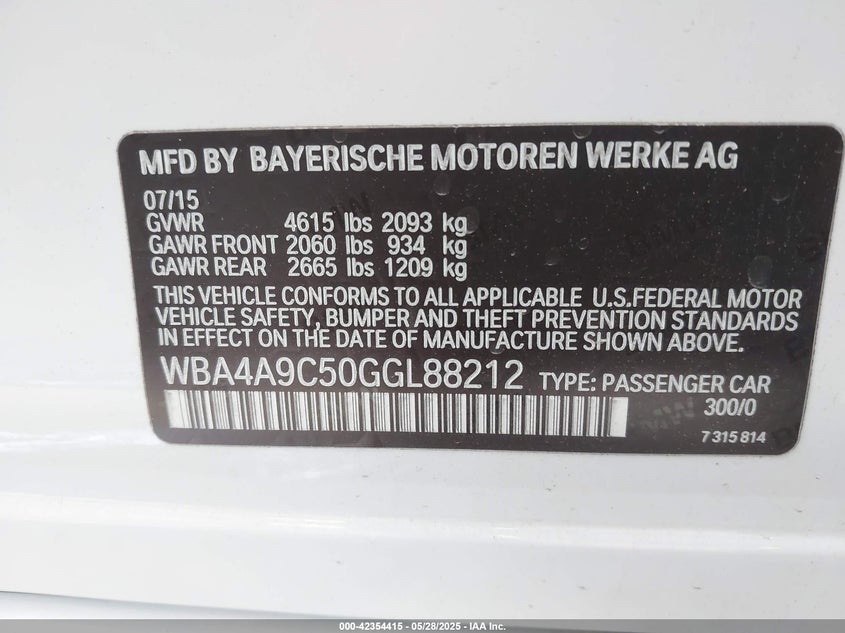 MFD BY BAYERISCHE MOTOREN WERKE AG
07/15
GVWR 4615 lbs 2093 kg
GAWR FRONT 2060 lbs 934 kg
GAWR REAR 2665 lbs 1209 kg
THIS VEHICLE CONFORMS TO ALL APPLICABLE U.S.FEDERAL MOTOR
VEHICLE SAFETY, BUMPER AND THEFT PREVENTION STANDARDS
IN EFFECT ON THE DATE OF MANUFACTURE SHOWN ABOVE.
WBA4A9C50GGL88212 TYPE: PASSENGER CAR
300/0
7 315 814
000-42354415 - 05/28/2025 - IAA Inc.